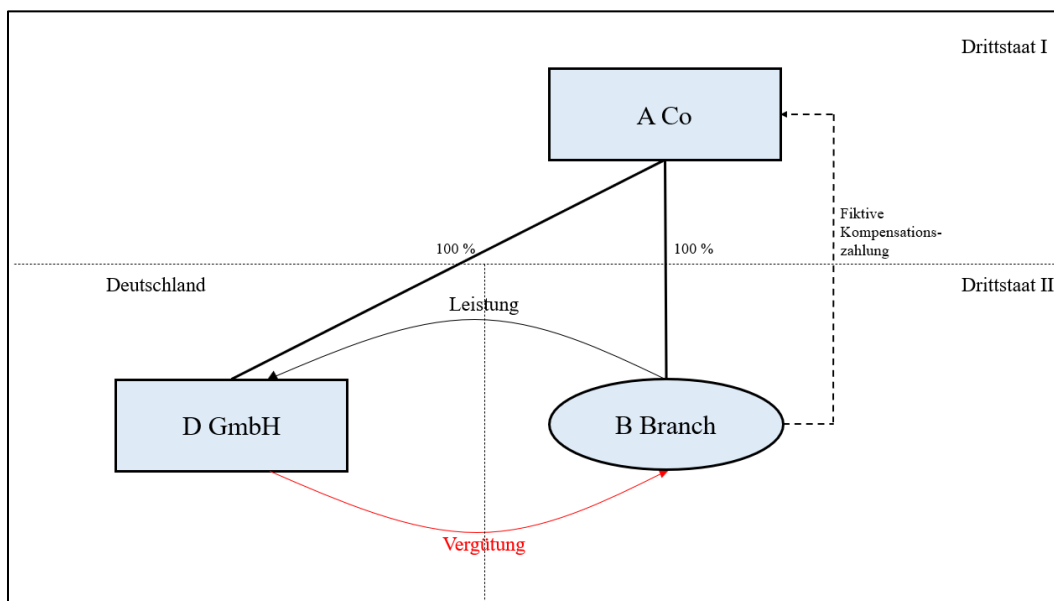 Drittstaat I
A Co
Fiktive
Kompensations-
zahlung
100 %
100 %
Deutschland
Drittstaat II
Leistung
D GmbH
B Branch
Vergütung